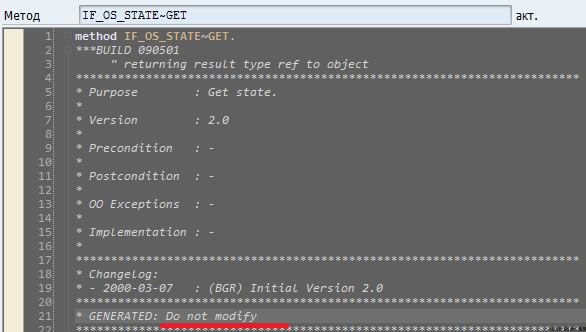 Метод IF_OS_STATE~GET акт.
1 method IF_OS_STATE~GET.
2 ***BUILD 090501
3 " returning result type ref to object
4 ************************************************************************
5 * Purpose : Get state.
6 *
7 * Version : 2.0
8 *
9 * Precondition : -
10 *
11 * Postcondition : -
12 *
13 * OO Exceptions : -
14 *
15 * Implementation : -
16 *
17 ************************************************************************
18 * Changelog:
19 * - 2000-03-07 : (BGR) Initial Version 2.0
20 ************************************************************************
21 * GENERATED: Do not modify
22 ************************************************************************